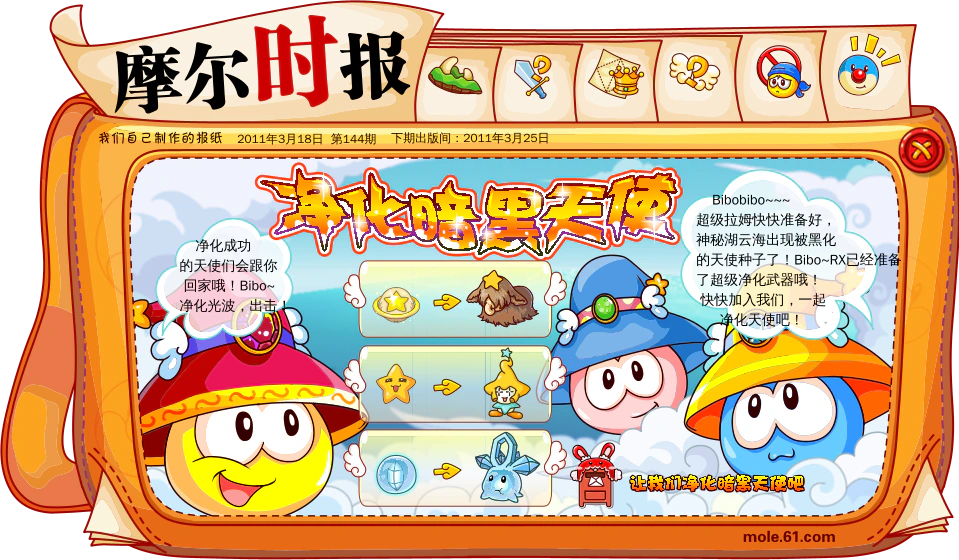 摩尔时报
我们自己制作的报纸 2011年3月18日 第144期 下期出版间：2011年3月25日
净化暗黑天使
净化成功
的天使们会跟你
回家哦！Bibo~
净化光波，出击！
Bibobibo~~~
超级拉姆快快准备好，
神秘湖云海出现被黑化
的天使种子了！Bibo~RX已经准备
了超级净化武器哦！
快快加入我们，一起
净化天使吧！
让我们净化暗黑天使吧
mole.61.com